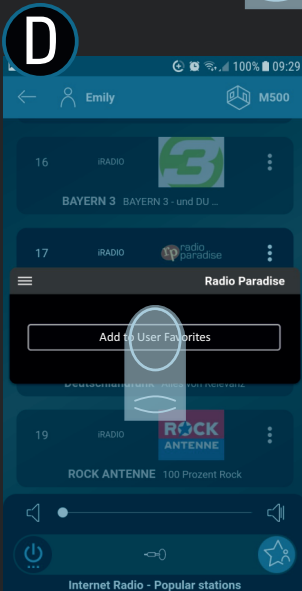 D
100% 09:29
Emily M500
16 iRADIO 3
BAYERN 3 BAYERN 3 - und DU ...
17 iRADIO rp radio paradise
Radio Paradise
Add to User Favorites
Deutschlandfunk Alles von Relevanz
19 iRADIO ROCK ANTENNE
ROCK ANTENNE 100 Prozent Rock
Internet Radio - Popular stations